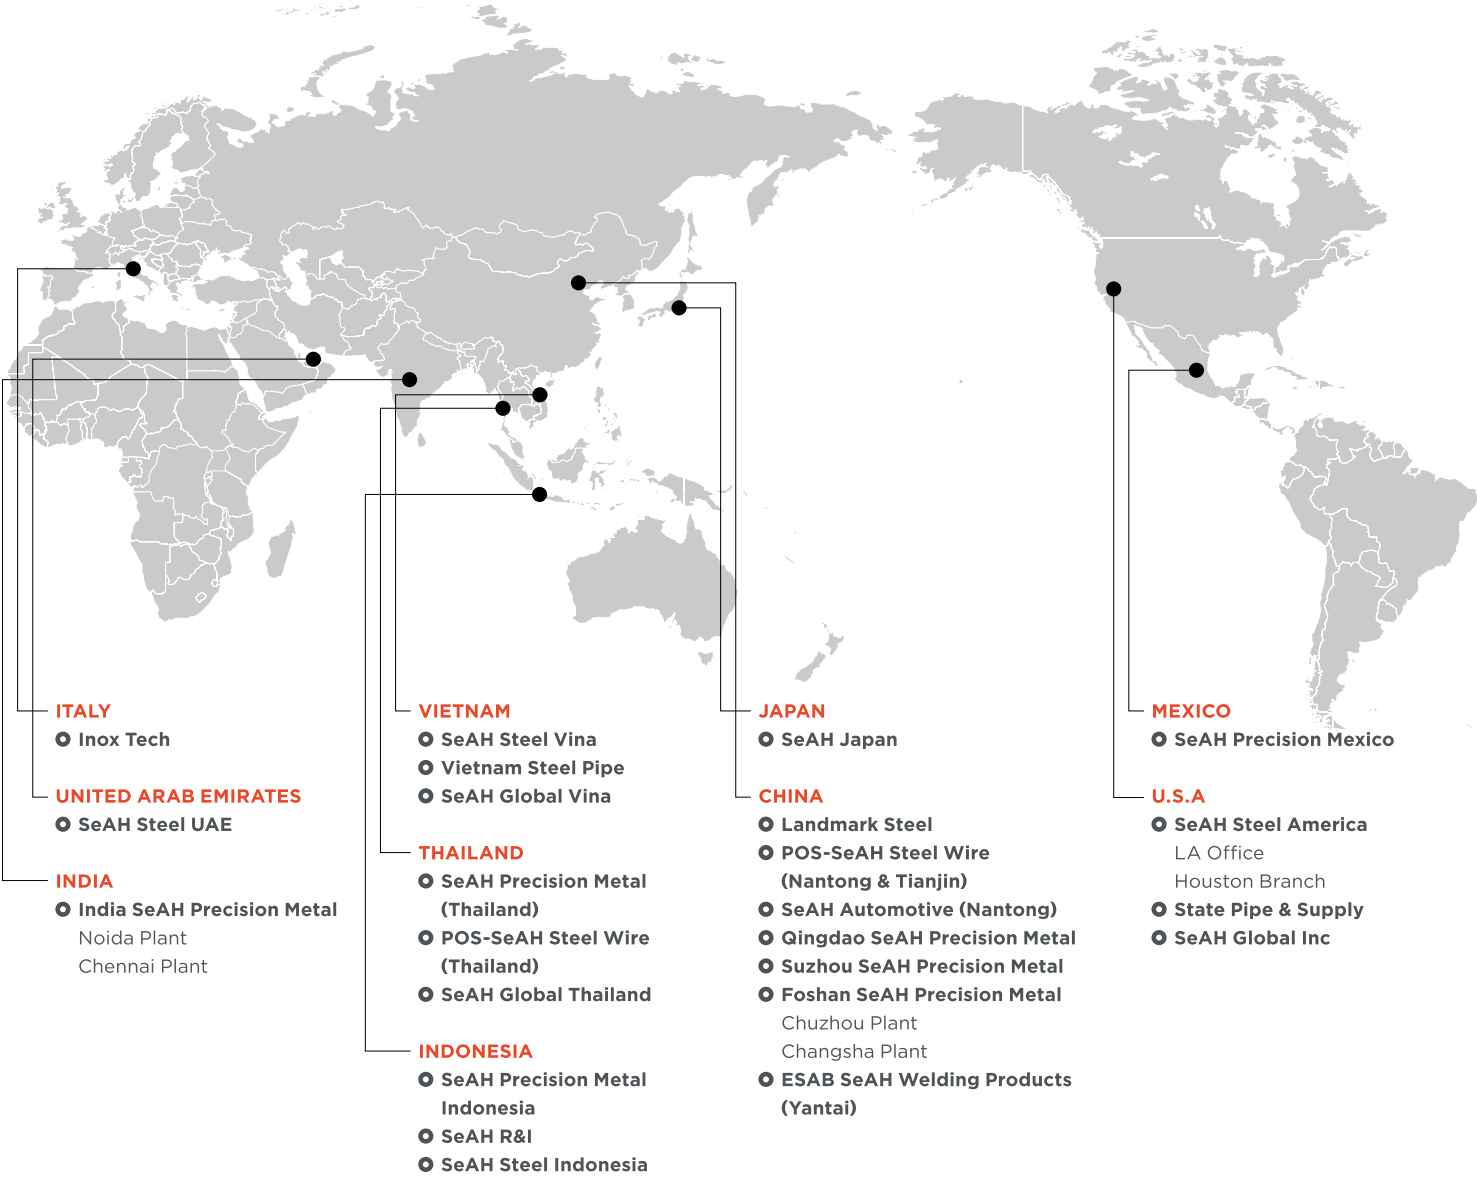 ITALY
Inox Tech
UNITED ARAB EMIRATES
SeAH Steel UAE
INDIA
India SeAH Precision Metal
Noida Plant
Chennai Plant
VIETNAM
SeAH Steel Vina
Vietnam Steel Pipe
SeAH Global Vina
THAILAND
SeAH Precision Metal
(Thailand)
POS-SeAH Steel Wire
(Thailand)
SeAH Global Thailand
INDONESIA
SeAH Precision Metal
Indonesia
SeAH R&I
SeAH Steel Indonesia
JAPAN
SeAH Japan
CHINA
Landmark Steel
POS-SeAH Steel Wire
(Nantong & Tianjin)
SeAH Automotive (Nantong)
Qingdao SeAH Precision Metal
Suzhou SeAH Precision Metal
Foshan SeAH Precision Metal
Chuzhou Plant
Changsha Plant
ESAB SeAH Welding Products
(Yantai)
MEXICO
SeAH Precision Mexico
U.S.A
SeAH Steel America
LA Office
Houston Branch
State Pipe & Supply
SeAH Global Inc